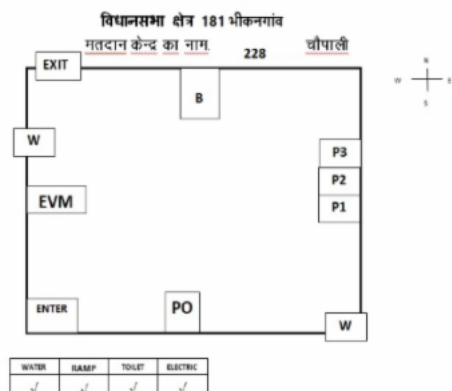 विधानसभा क्षेत्र 181 भीकनगांव
मतदान केन्द्र का नाम. 228 चौपाली
EXIT
B
N
W E
S
W
P3
P2
P1
EVM
ENTER
PO
W
WATER RAMP TOILET ELECTRIC
√ √ √ √